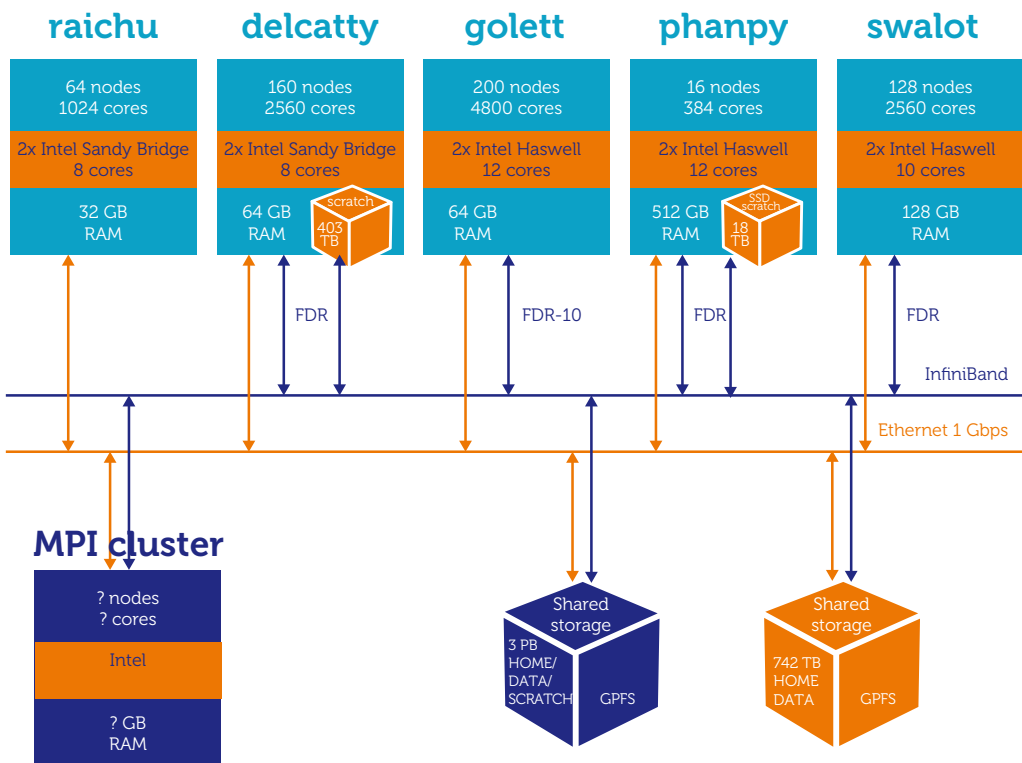 raichu
64 nodes
1024 cores
2x Intel Sandy Bridge
8 cores
32 GB
RAM
delcatty
160 nodes
2560 cores
2x Intel Sandy Bridge
8 cores
64 GB
RAM
scratch
403
TB
golett
200 nodes
4800 cores
2x Intel Haswell
12 cores
64 GB
RAM
phanpy
16 nodes
384 cores
2x Intel Haswell
12 cores
512 GB
RAM
SSD
scratch
18
TB
swalot
128 nodes
2560 cores
2x Intel Haswell
10 cores
128 GB
RAM
FDR
FDR-10
FDR
FDR
InfiniBand
Ethernet 1 Gbps
MPI cluster
? nodes
? cores
Intel
? GB
RAM
Shared
storage
3 PB
HOME/
DATA/
SCRATCH
GPFS
Shared
storage
742 TB
HOME
DATA
GPFS